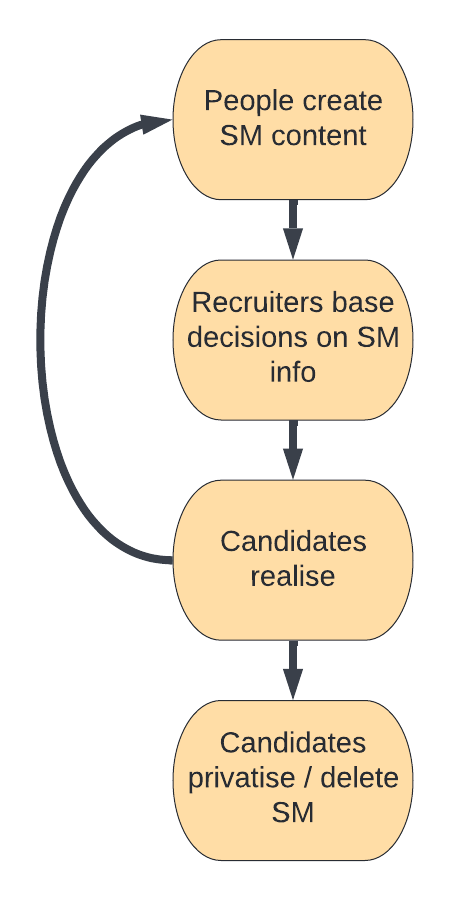 People create
SM content
Recruiters base
decisions on SM
info
Candidates
realise
Candidates
privatise / delete
SM